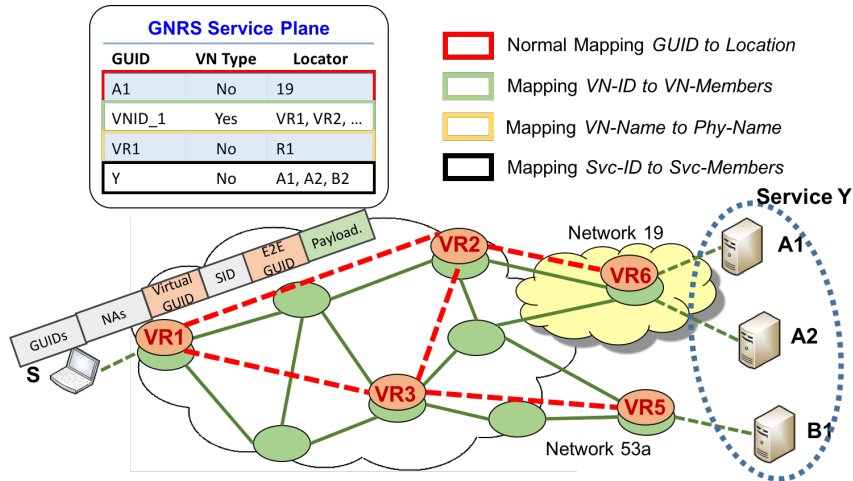 GNRS Service Plane
GUID VN Type Locator
A1 No 19
VNID_1 Yes VR1, VR2, ...
VR1 No R1
Y No A1, A2, B2
Normal Mapping GUID to Location
Mapping VN-ID to VN-Members
Mapping VN-Name to Phy-Name
Mapping Svc-ID to Svc-Members
Service Y
Network 19
GUIDs
NAs
Virtual
GUID
SID
E2E
GUID
Payload.
VR2
A1
VR6
S
VR1
A2
VR3
VR5
B1
Network 53a